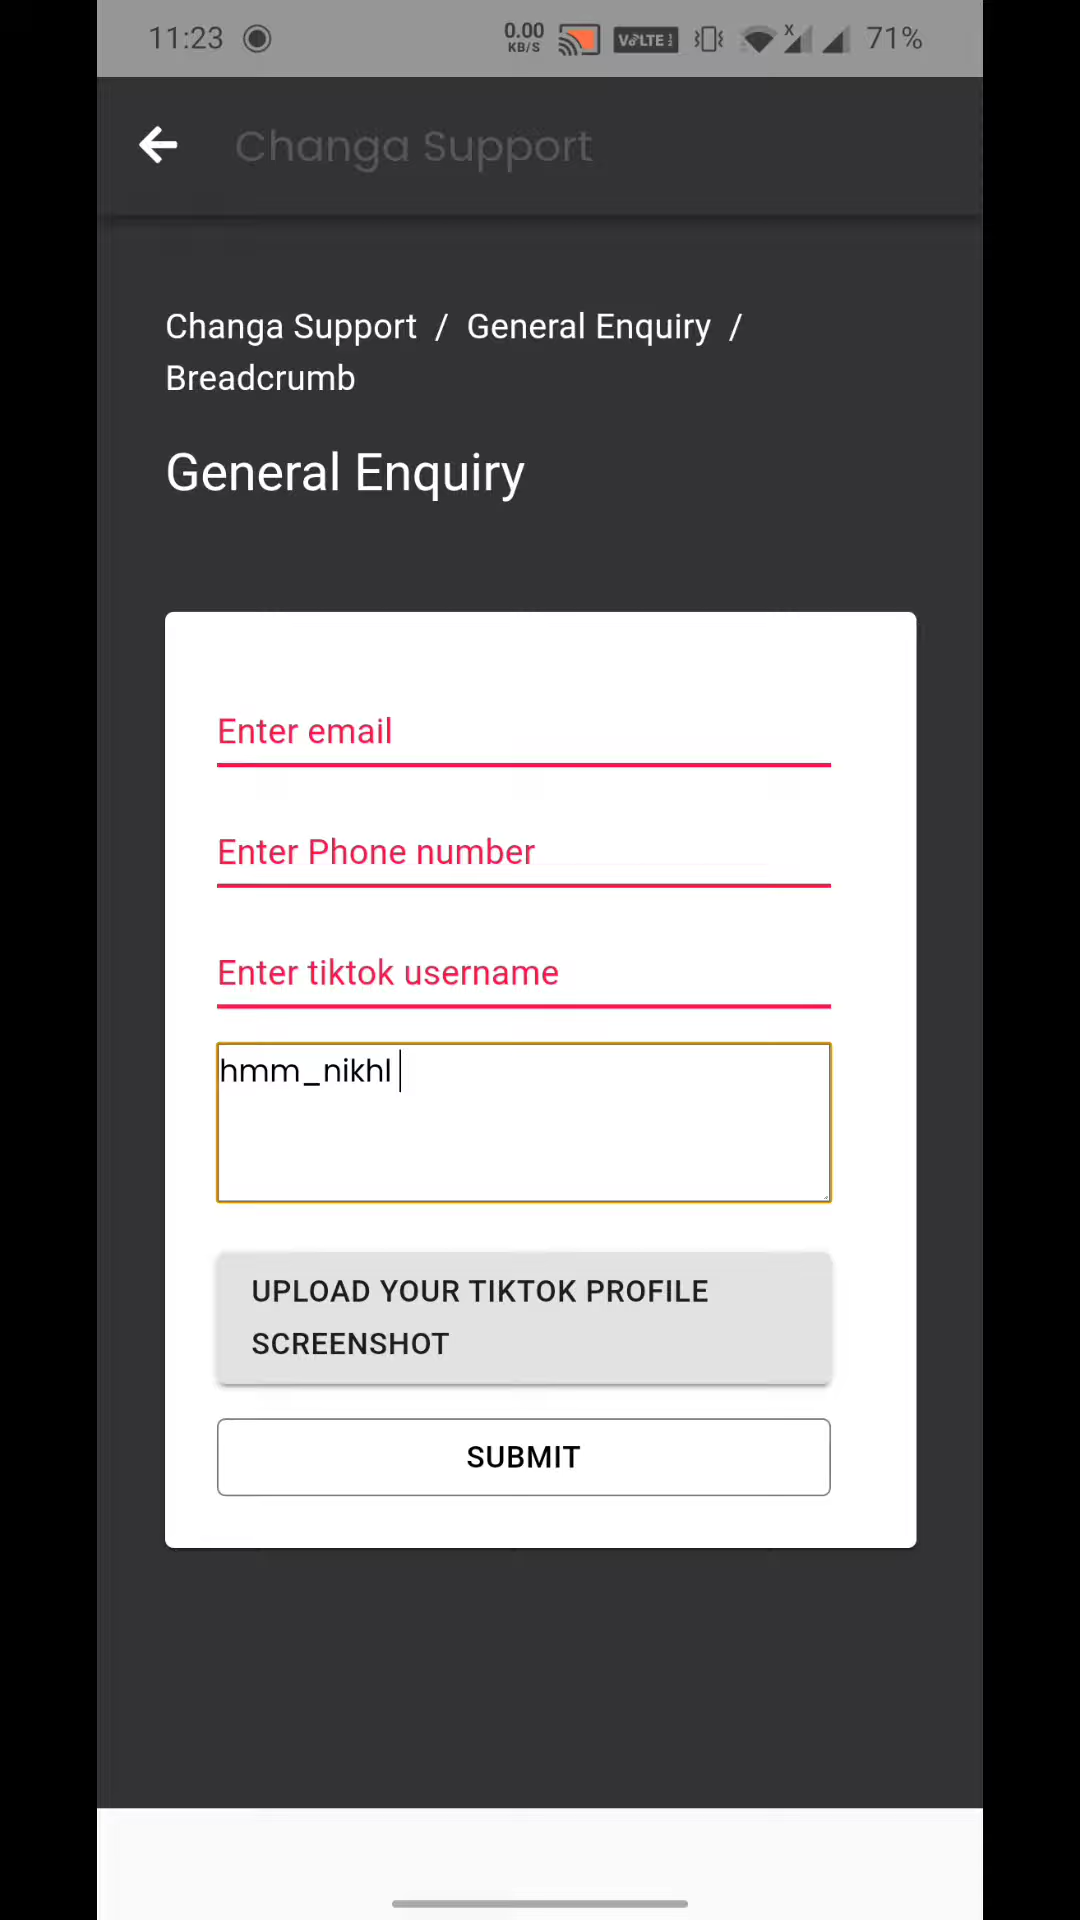 11:23 0.00 KB/S VoLTE 71%
Changa Support
Changa Support / General Enquiry /
Breadcrumb
General Enquiry
Enter email
Enter Phone number
Enter tiktok username
hmm_nikhl
UPLOAD YOUR TIKTOK PROFILE
SCREENSHOT
SUBMIT